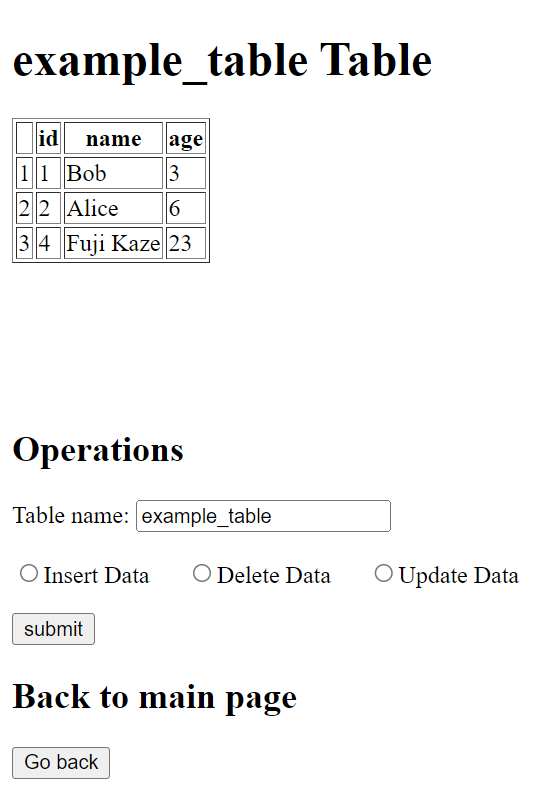 example_table Table
id name age
1 1 Bob 3
2 2 Alice 6
3 4 Fuji Kaze 23
Operations
Table name: example_table
Insert Data Delete Data Update Data
submit
Back to main page
Go back